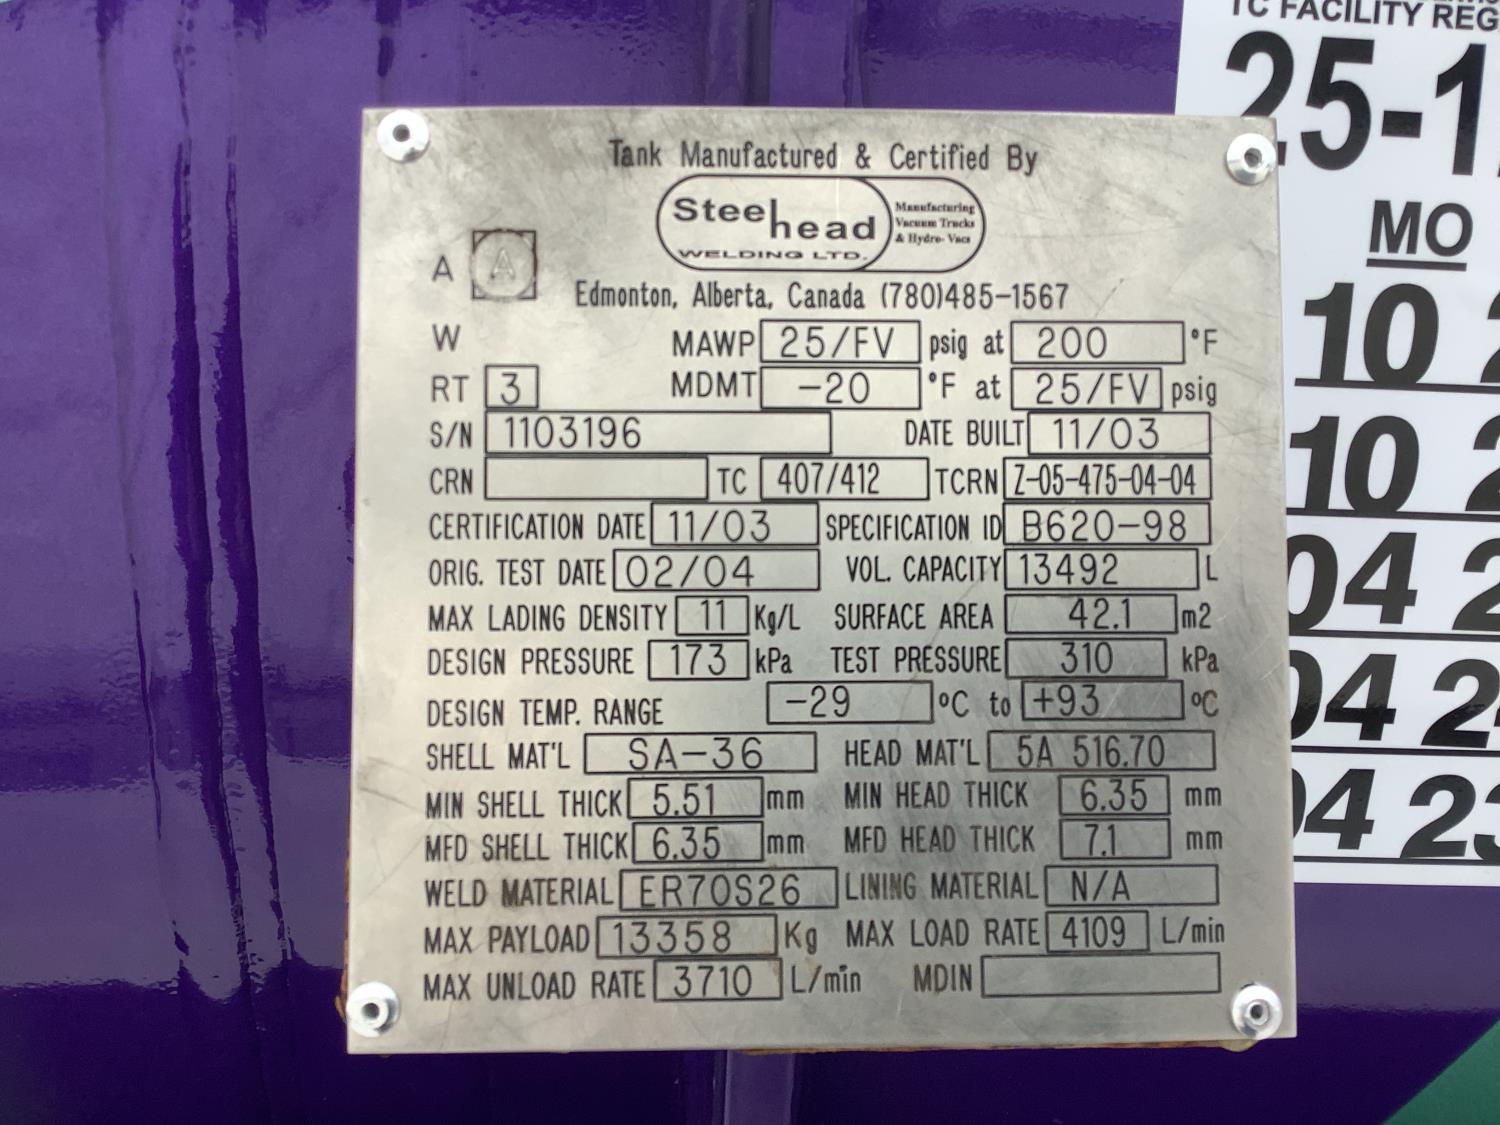 Tank Manufactured & Certified By
Steelhead
WELDING LTD.
Manufacturing
Vacuum Trucks
& Hydro-Vacs
A A
Edmonton, Alberta, Canada (780)485-1567
W MAWP 25/FV psig at 200 °F
RT 3 MDMT -20 °F at 25/FV psig
S/N 1103196 DATE BUILT 11/03
CRN TC 407/412 TCRN Z-05-475-04-04
CERTIFICATION DATE 11/03 SPECIFICATION ID B620-98
ORIG. TEST DATE 02/04 VOL. CAPACITY 13492 L
MAX LADING DENSITY 11 Kg/L SURFACE AREA 42.1 m2
DESIGN PRESSURE 173 kPa TEST PRESSURE 310 kPa
DESIGN TEMP. RANGE -29 °C to +93 °C
SHELL MAT'L SA-36 HEAD MAT'L 5A 516.70
MIN SHELL THICK 5.51 mm MIN HEAD THICK 6.35 mm
MFD SHELL THICK 6.35 mm MFD HEAD THICK 7.1 mm
WELD MATERIAL ER70S26 LINING MATERIAL N/A
MAX PAYLOAD 13358 Kg MAX LOAD RATE 4109 L/min
MAX UNLOAD RATE 3710 L/min MDIN
TC FACILITY REG
25-1
MO
10 2
10 2
04 2
04 2
04 23